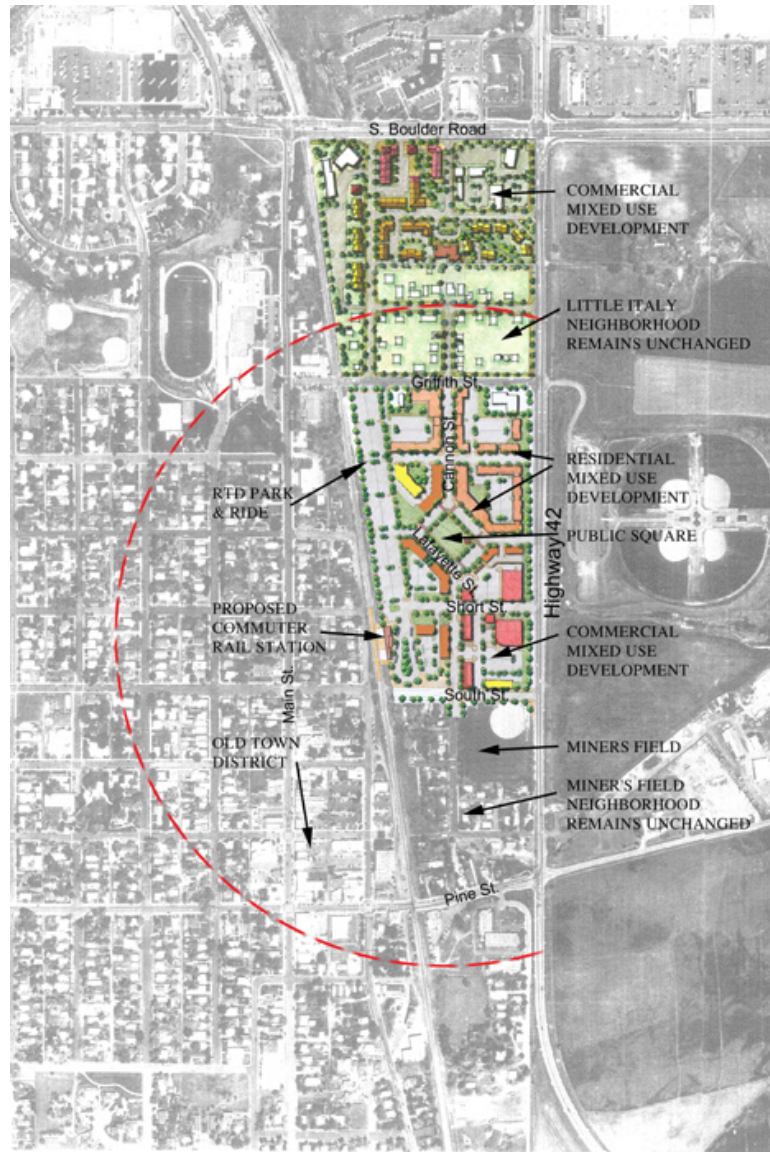 S. Boulder Road
COMMERCIAL
MIXED USE
DEVELOPMENT
LITTLE ITALY
NEIGHBORHOOD
REMAINS UNCHANGED
Griffith St.
Cannon St.
RESIDENTIAL
MIXED USE
DEVELOPMENT
RTD PARK
& RIDE
Highway 42
PUBLIC SQUARE
Lafayette St.
PROPOSED
COMMUTER
RAIL STATION
Short St.
COMMERCIAL
MIXED USE
DEVELOPMENT
Main St.
South St.
OLD TOWN
DISTRICT
MINERS FIELD
MINER'S FIELD
NEIGHBORHOOD
REMAINS UNCHANGED
Pine St.